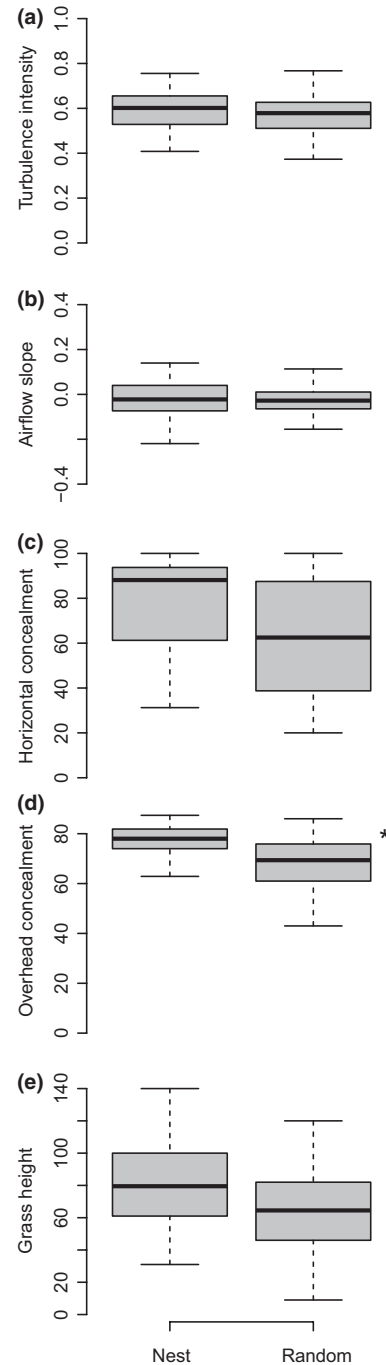 (a)
Turbulence intensity
0.0 0.2 0.4 0.6 0.8 1.0
(b)
Airflow slope
−0.4 0.0 0.2 0.4
(c)
Horizontal concealment
0 20 40 60 80 100
(d)
Overhead concealment
0 20 40 60 80
*
(e)
Grass height
0 20 60 100 140
Nest Random